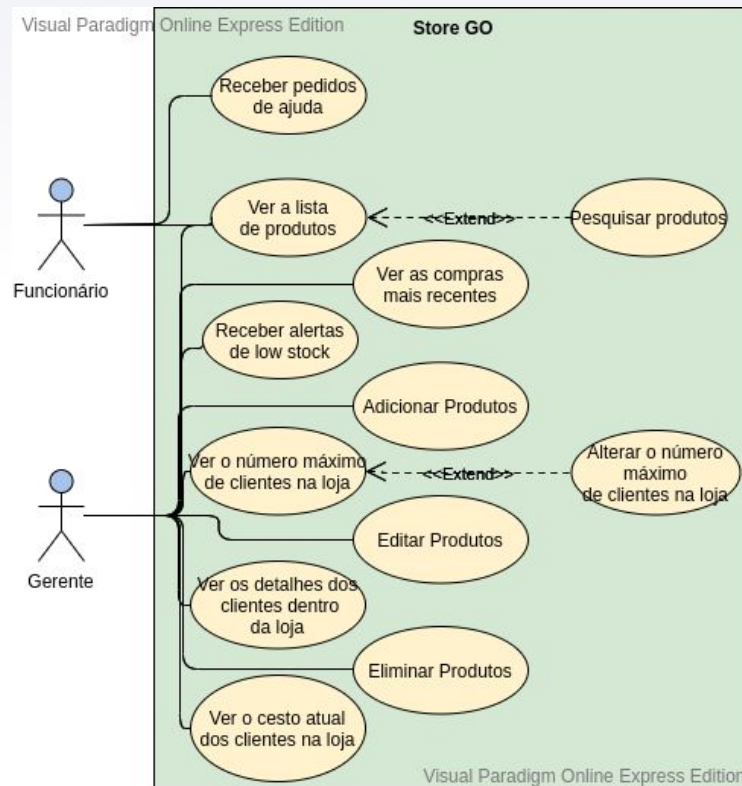 Visual Paradigm Online Express Edition
Store GO
Receber pedidos
de ajuda
Ver a lista
de produtos
<<Extend>>
Pesquisar produtos
Funcionário
Ver as compras
mais recentes
Receber alertas
de low stock
Adicionar Produtos
Ver o número máximo
de clientes na loja
<<Extend>>
Alterar o número
máximo
de clientes na loja
Gerente
Editar Produtos
Ver os detalhes dos
clientes dentro
da loja
Eliminar Produtos
Ver o cesto atual
dos clientes na loja
Visual Paradigm Online Express Edition